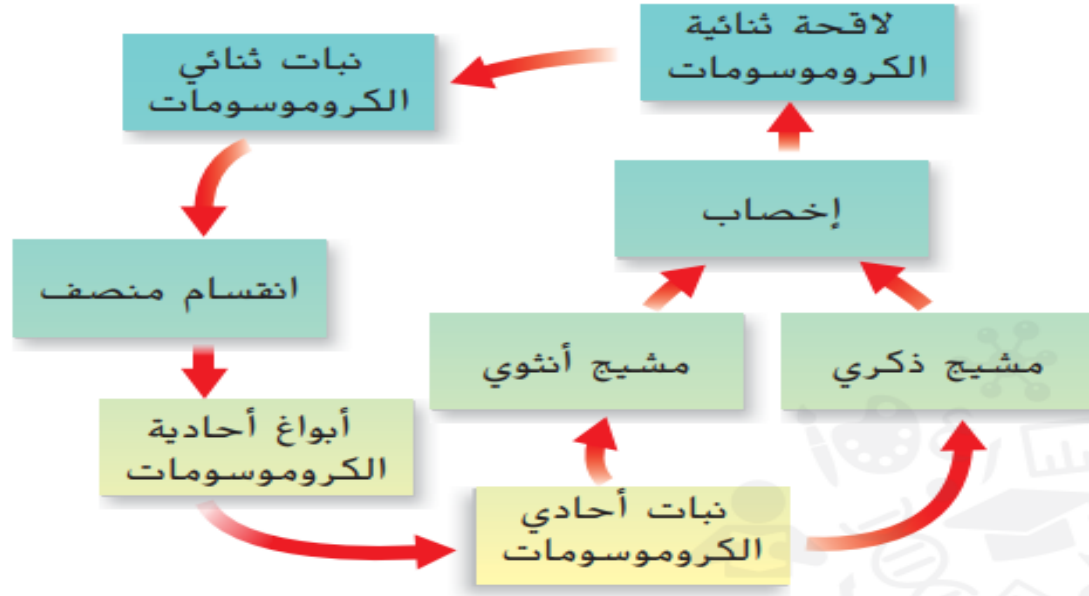 لاقحة ثنائية
الكروموسومات
نبات ثنائي
الكروموسومات
إخصاب
انقسام منصف
مشيج أنثوي
مشيج ذكري
أبواغ أحادية
الكروموسومات
نبات أحادي
الكروموسومات